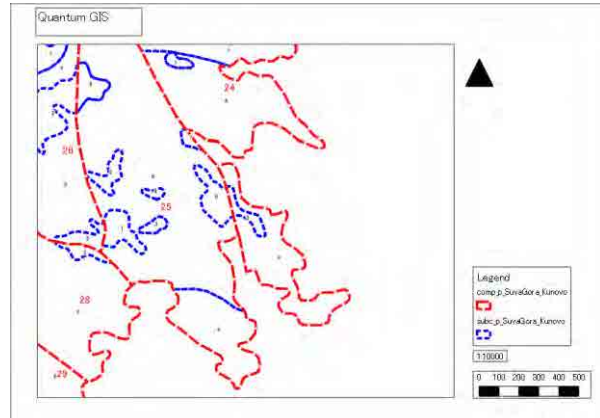 Quantum GIS
24
26
25
28
29
Legend
comp_p_SuvaGora_Kunovo
subc_p_SuvaGora_Kunovo
1:10000
0 100 200 300 400 500